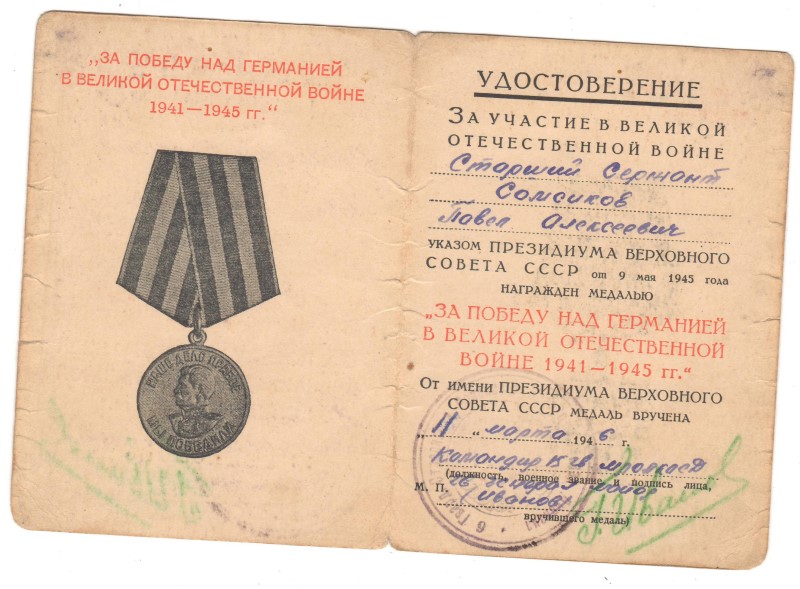 „ЗА ПОБЕДУ НАД ГЕРМАНИЕЙ
В ВЕЛИКОЙ ОТЕЧЕСТВЕННОЙ ВОЙНЕ
1941—1945 гг.“
НАШЕ ДЕЛО ПРАВОЕ
МЫ ПОБЕДИЛИ
УДОСТОВЕРЕНИЕ
ЗА УЧАСТИЕ В ВЕЛИКОЙ
ОТЕЧЕСТВЕННОЙ ВОЙНЕ
Старший Сержант
Сомсиков
Павел Алексеевич
УКАЗОМ ПРЕЗИДИУМА ВЕРХОВНОГО
СОВЕТА СССР от 9 мая 1945 года
НАГРАЖДЕН МЕДАЛЬЮ
„ЗА ПОБЕДУ НАД ГЕРМАНИЕЙ
В ВЕЛИКОЙ ОТЕЧЕСТВЕННОЙ
ВОЙНЕ 1941—1945 гг.“
От имени ПРЕЗИДИУМА ВЕРХОВНОГО
СОВЕТА СССР МЕДАЛЬ ВРУЧЕНА
„11„ марта 1946 г.
Командир
(должность, военное звание и подпись лица,
М. П. (Иванов)
вручившего медаль)